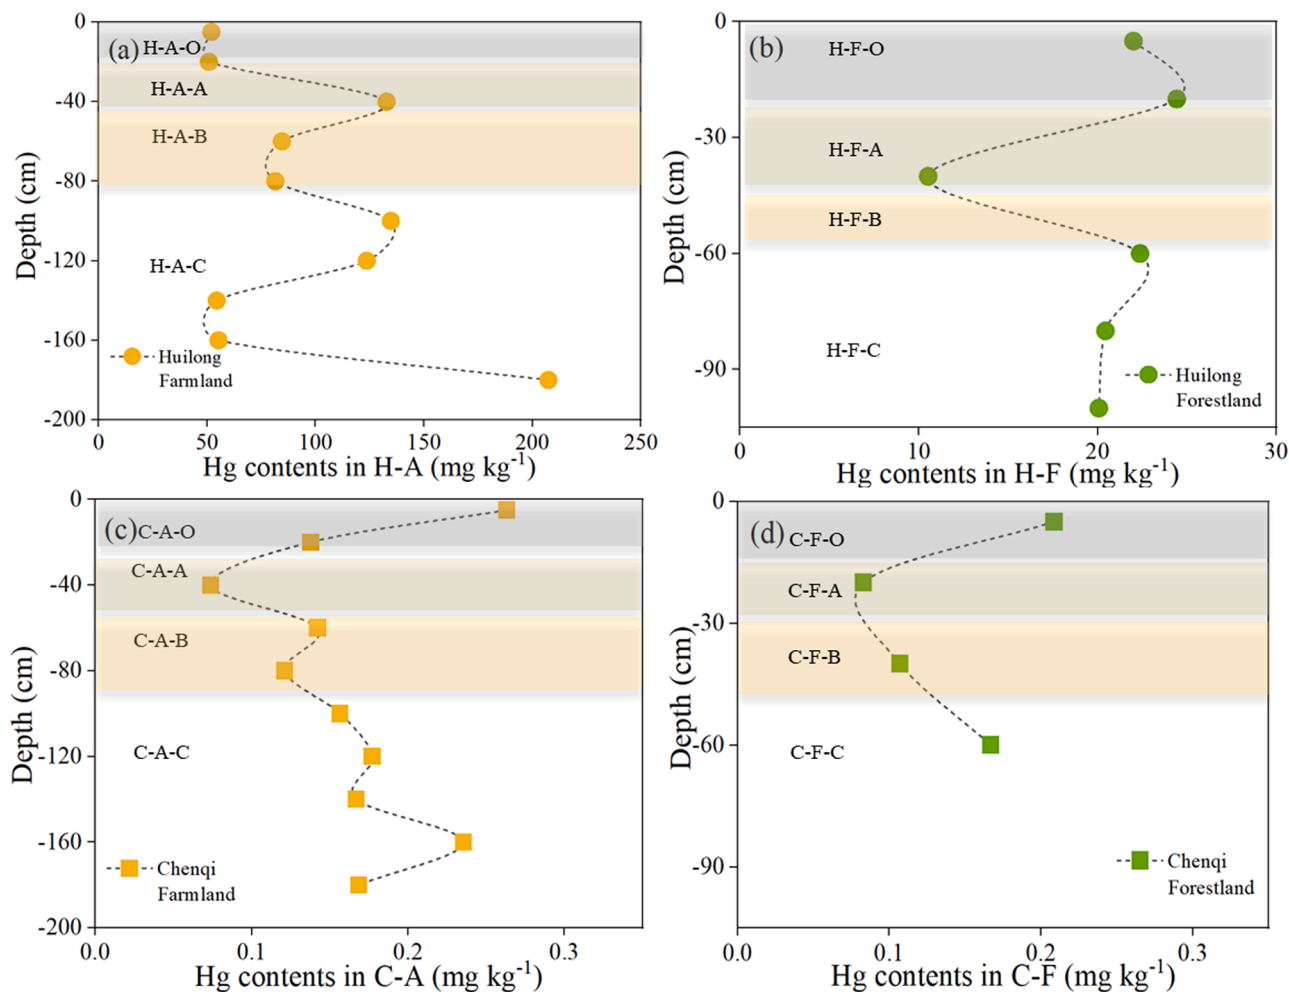 0
-40
-80
-120
-160
-200
Depth (cm)
(a)
H-A-O
H-A-A
H-A-B
H-A-C
Huilong
Farmland
0 50 100 150 200 250
Hg contents in H-A (mg kg⁻¹)
0
-30
-60
-90
Depth (cm)
(b)
H-F-O
H-F-A
H-F-B
H-F-C
Huilong
Forestland
0 10 20 30
Hg contents in H-F (mg kg⁻¹)
0
-40
-80
-120
-160
-200
Depth (cm)
(c)
C-A-O
C-A-A
C-A-B
C-A-C
Chenqi
Farmland
0.0 0.1 0.2 0.3
Hg contents in C-A (mg kg⁻¹)
0
-30
-60
-90
Depth (cm)
(d)
C-F-O
C-F-A
C-F-B
C-F-C
Chenqi
Forestland
0.0 0.1 0.2 0.3
Hg contents in C-F (mg kg⁻¹)